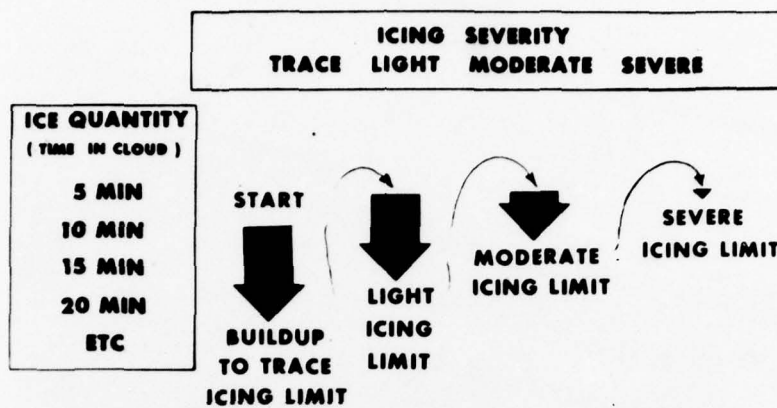 ICING SEVERITY
TRACE LIGHT MODERATE SEVERE
ICE QUANTITY
( TIME IN CLOUD )
5 MIN
10 MIN
15 MIN
20 MIN
ETC
START
BUILDUP
TO TRACE
ICING LIMIT
LIGHT
ICING
LIMIT
MODERATE
ICING LIMIT
SEVERE
ICING LIMIT